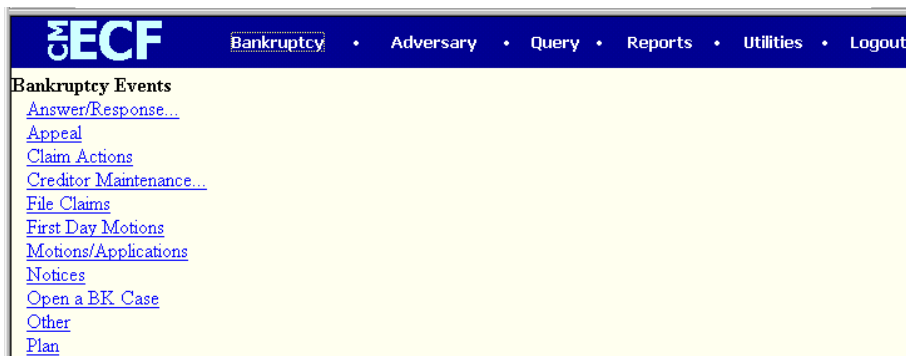 CM ECF Bankruptcy • Adversary • Query • Reports • Utilities • Logout
Bankruptcy Events
Answer/Response...
Appeal
Claim Actions
Creditor Maintenance...
File Claims
First Day Motions
Motions/Applications
Notices
Open a BK Case
Other
Plan